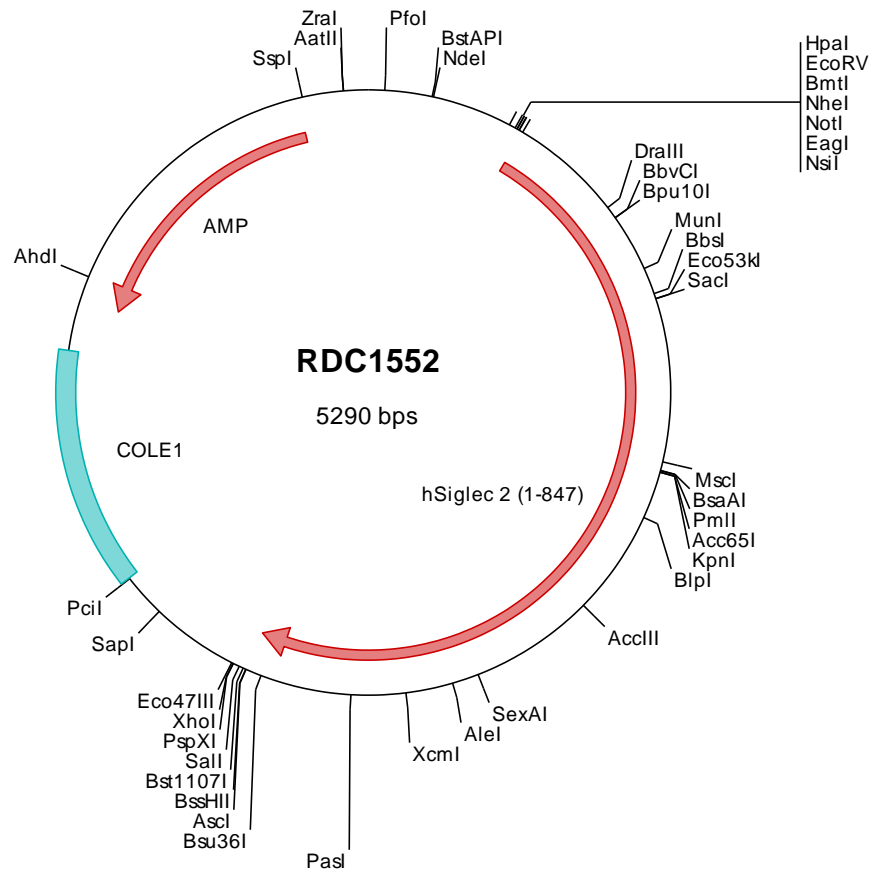 ZraI
AatII
SspI
PfoI
BstAPI
NdeI
HpaI
EcoRV
BmtI
NheI
NotI
EagI
NsiI
DraIII
BbvCI
Bpu10I
MunI
BbsI
Eco53kI
SacI
AMP
AhdI
RDC1552
5290 bps
COLE1
hSiglec 2 (1-847)
MscI
BsaAI
PmlI
Acc65I
KpnI
BlpI
AccIII
SexAI
AleI
XcmI
PasI
PciI
SapI
Eco47III
XhoI
PspXI
SalI
Bst1107I
BssHII
AscI
Bsu36I